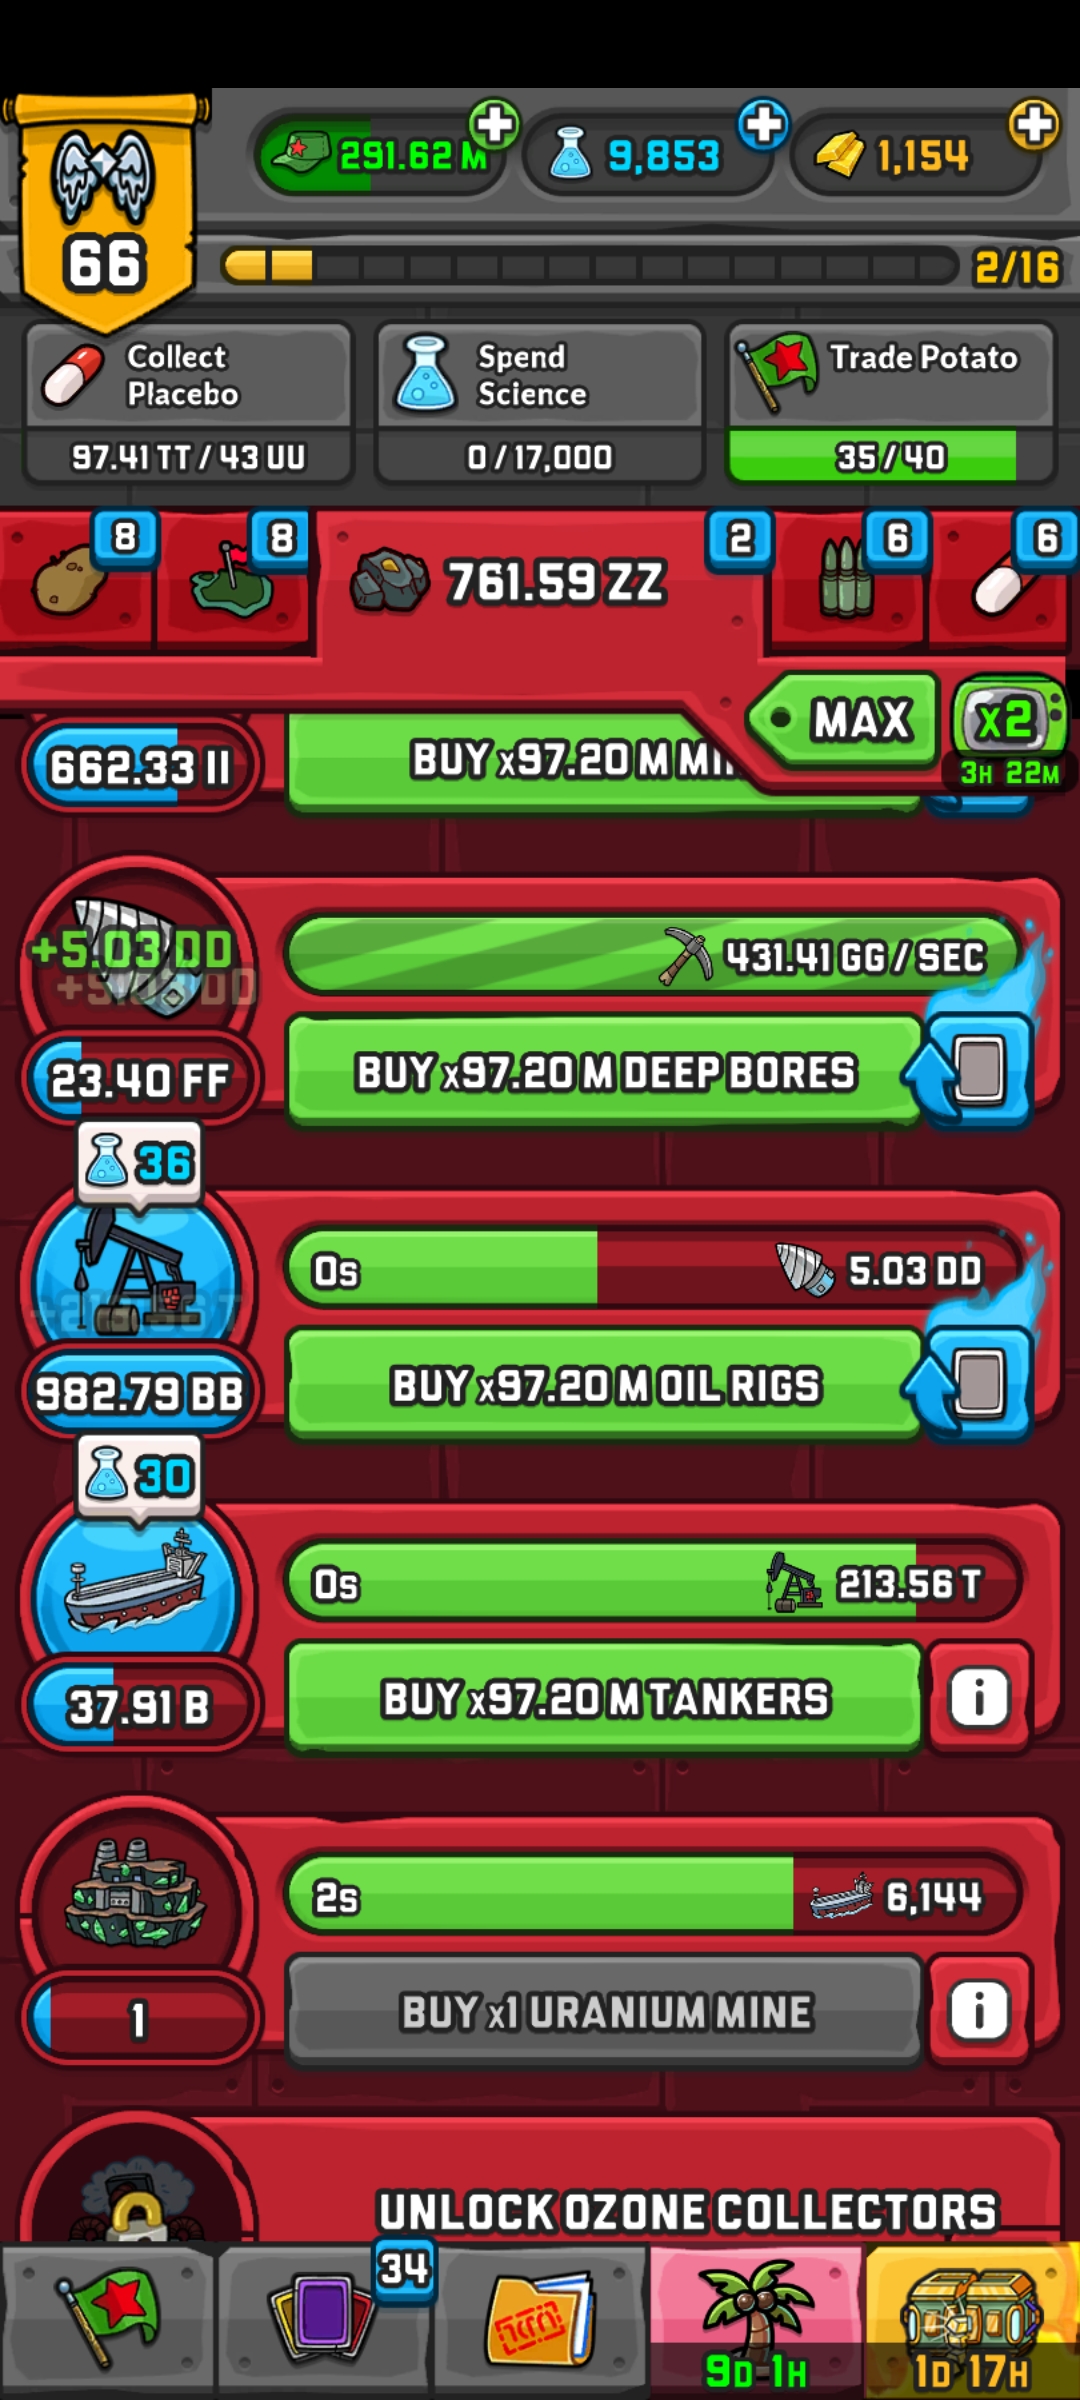 291.62 M
9,853
1,154
66
2/16
Collect
Placebo
97.41 TT / 43 UU
Spend
Science
0 / 17,000
Trade Potato
35 / 40
8
8
761.59 ZZ
2
6
6
MAX
x2
3H 22M
662.33 II
BUY x97.20 M
+5.03 DD
+5.03 DD
431.41 GG / SEC
23.40 FF
BUY x97.20 M DEEP BORES
36
0s
5.03 DD
982.79 BB
BUY x97.20 M OIL RIGS
30
0s
213.56 T
37.91 B
BUY x97.20 M TANKERS
2s
6,144
1
BUY x1 URANIUM MINE
UNLOCK OZONE COLLECTORS
34
9D 1H
1D 17H